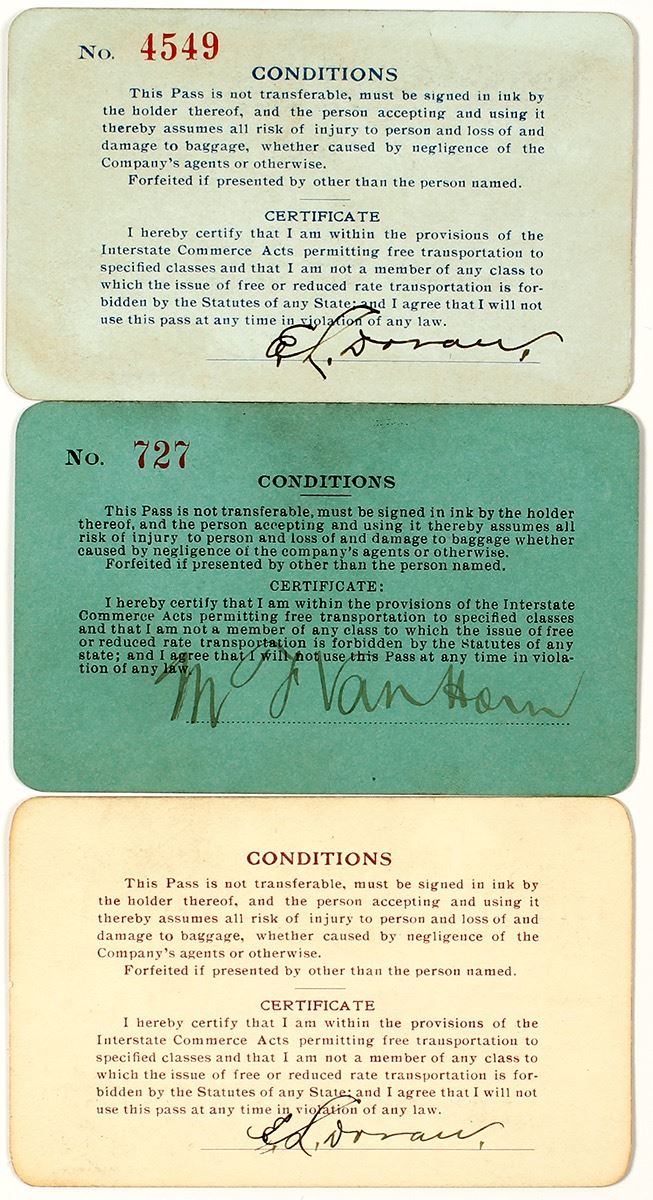 No. 4549
CONDITIONS
This Pass is not transferable, must be signed in ink by
the holder thereof, and the person accepting and using it
thereby assumes all risk of injury to person and loss of and
damage to baggage, whether caused by negligence of the
Company's agents or otherwise.
Forfeited if presented by other than the person named.
CERTIFICATE
I hereby certify that I am within the provisions of the
Interstate Commerce Acts permitting free transportation to
specified classes and that I am not a member of any class to
which the issue of free or reduced rate transportation is for-
bidden by the Statutes of any State; and I agree that I will not
use this pass at any time in violation of any law.
E.L. Doran.
No. 727
CONDITIONS
This Pass is not transferable, must be signed in ink by the holder
thereof, and the person accepting and using it thereby assumes all
risk of injury to person and loss of and damage to baggage whether
caused by negligence of the company's agents or otherwise.
Forfeited if presented by other than the person named.
CERTIFICATE:
I hereby certify that I am within the provisions of the Interstate
Commerce Acts permitting free transportation to specified classes
and that I am not a member of any class to which the issue of free
or reduced rate transportation is forbidden by the Statutes of any
state; and I agree that I will not use this Pass at any time in viola-
tion of any law.
Van Horn
CONDITIONS
This Pass is not transferable, must be signed in ink by
the holder thereof, and the person accepting and using it
thereby assumes all risk of injury to person and loss of and
damage to baggage, whether caused by negligence of the
Company's agents or otherwise.
Forfeited if presented by other than the person named.
CERTIFICATE
I hereby certify that I am within the provisions of the
Interstate Commerce Acts permitting free transportation to
specified classes and that I am not a member of any class to
which the issue of free or reduced rate transportation is for-
bidden by the Statutes of any State; and I agree that I will not
use this pass at any time in violation of any law.
E.L. Doran.